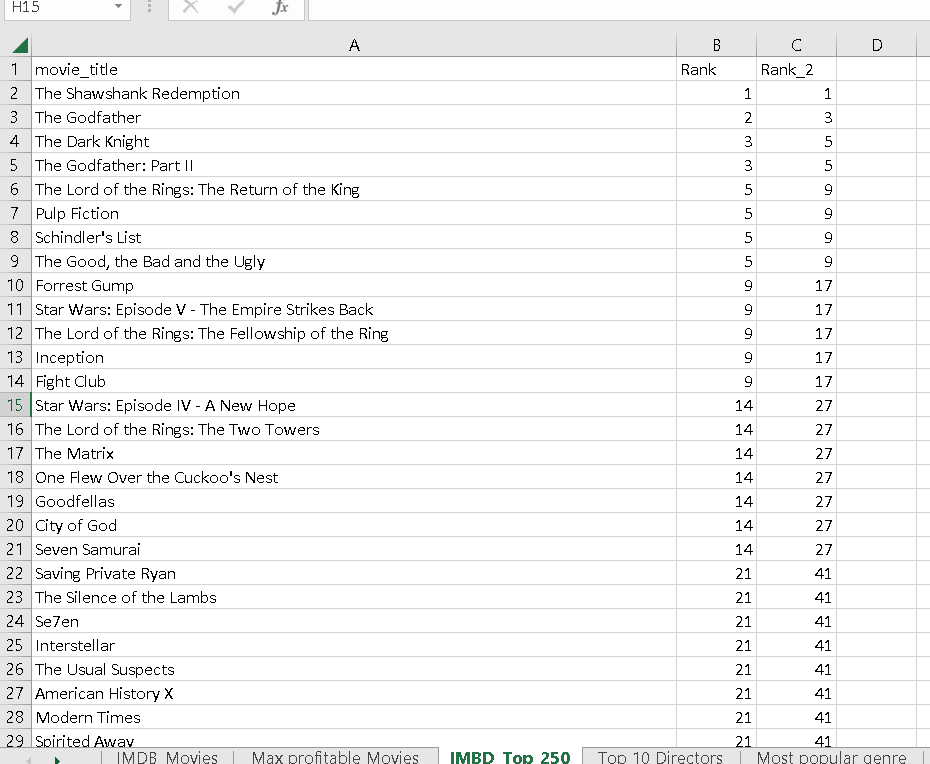 H15 fx
A B C D
1 movie_title Rank Rank_2
2 The Shawshank Redemption 1 1
3 The Godfather 2 3
4 The Dark Knight 3 5
5 The Godfather: Part II 3 5
6 The Lord of the Rings: The Return of the King 5 9
7 Pulp Fiction 5 9
8 Schindler's List 5 9
9 The Good, the Bad and the Ugly 5 9
10 Forrest Gump 9 17
11 Star Wars: Episode V - The Empire Strikes Back 9 17
12 The Lord of the Rings: The Fellowship of the Ring 9 17
13 Inception 9 17
14 Fight Club 9 17
15 Star Wars: Episode IV - A New Hope 14 27
16 The Lord of the Rings: The Two Towers 14 27
17 The Matrix 14 27
18 One Flew Over the Cuckoo's Nest 14 27
19 Goodfellas 14 27
20 City of God 14 27
21 Seven Samurai 14 27
22 Saving Private Ryan 21 41
23 The Silence of the Lambs 21 41
24 Se7en 21 41
25 Interstellar 21 41
26 The Usual Suspects 21 41
27 American History X 21 41
28 Modern Times 21 41
29 Spirited Away 21 41
IMDB_Movies Max profitable Movies IMBD_Top_250 Top 10 Directors Most popular genre